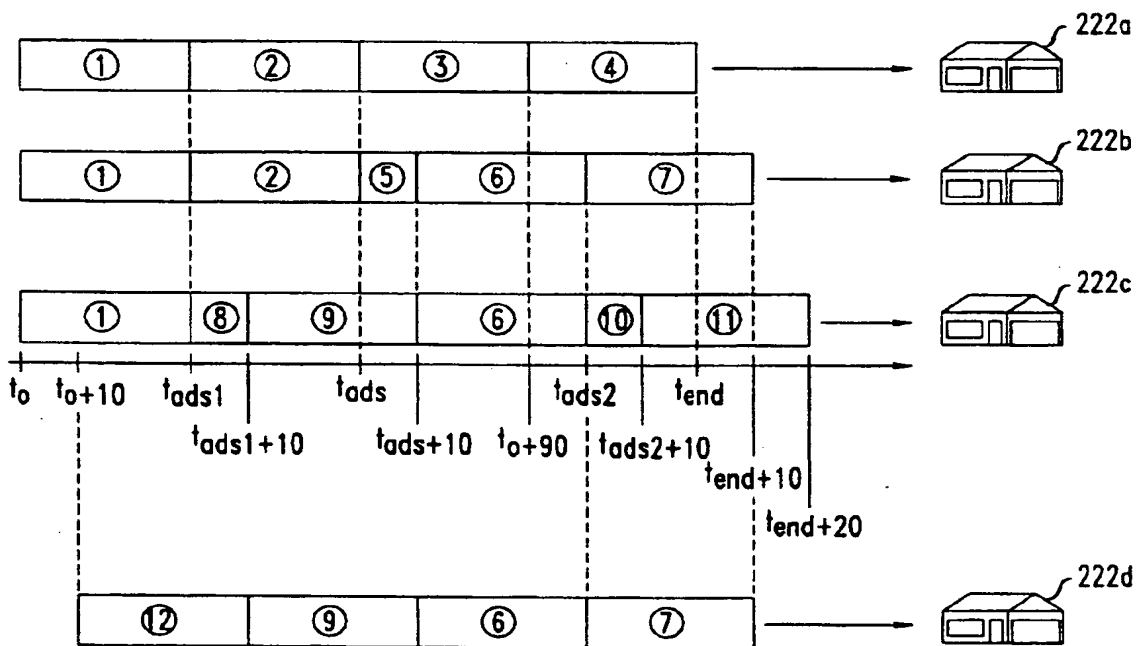 ① ② ③ ④ 222a
① ② ⑤ ⑥ ⑦ 222b
① ⑧ ⑨ ⑥ ⑩ ⑪ 222c
to to+10 tads1 tads to+90 tads2 tend
tads1+10 tads+10 tads2+10
tend+10
tend+20
⑫ ⑨ ⑥ ⑦ 222d